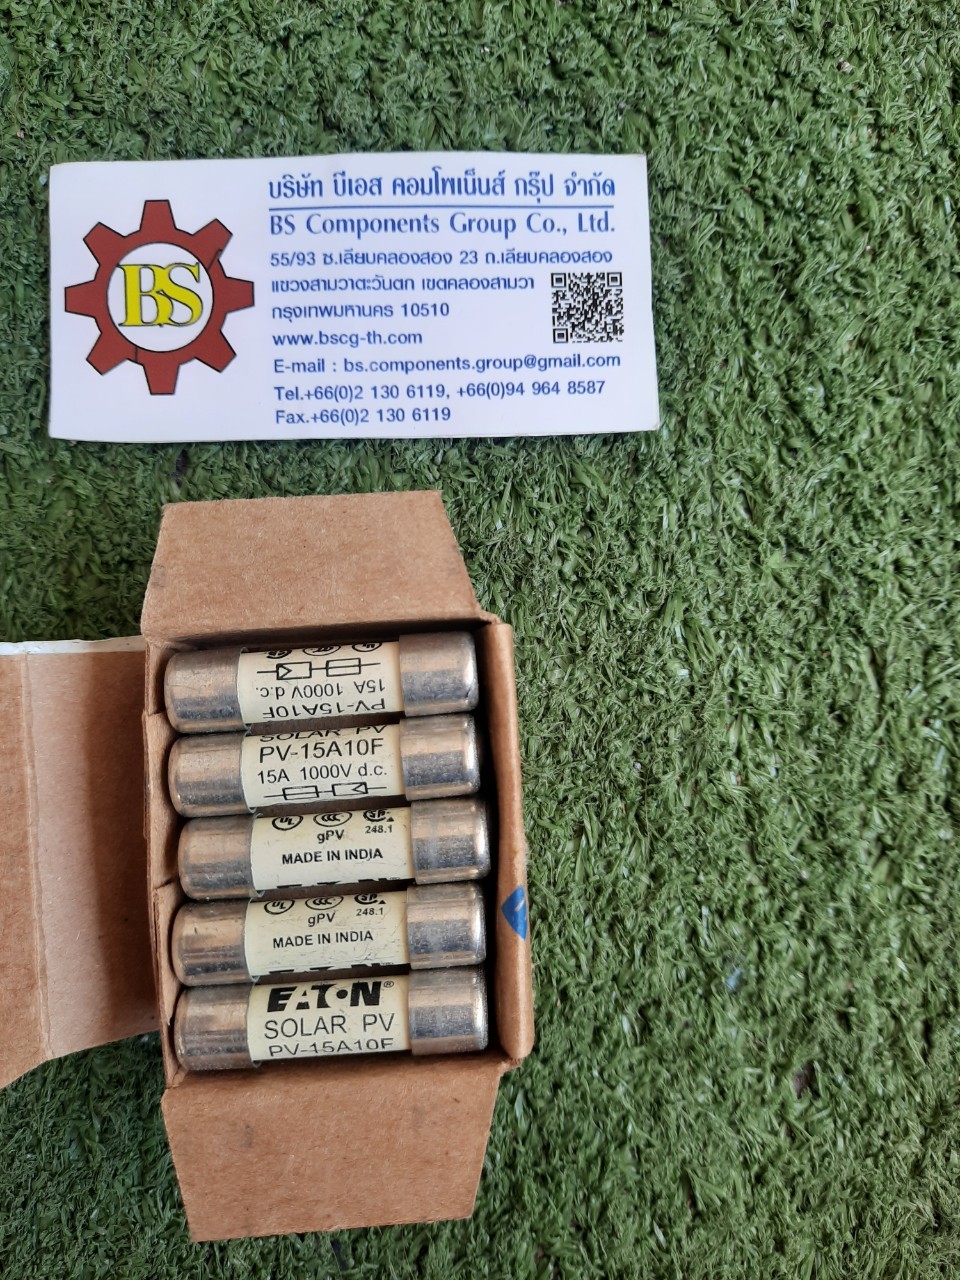 บริษัท บีเอส คอมโพเน็นส์ กรุ๊ป จำกัด
BS Components Group Co., Ltd.
55/93 ซ.เลียบคลองสอง 23 ถ.เลียบคลองสอง
แขวงสามวาตะวันตก เขตคลองสามวา
กรุงเทพมหานคร 10510
www.bscg-th.com
E-mail : bs.components.group@gmail.com
Tel.+66(0)2 130 6119, +66(0)94 964 8587
Fax.+66(0)2 130 6119
BS
15A 1000V d.c.
PV-15A10F
SOLAR PV
PV-15A10F
15A 1000V d.c.
UL CCC SP
248.1
gPV
MADE IN INDIA
UL CCC SP
248.1
gPV
MADE IN INDIA
EATON®
SOLAR PV
PV-15A10F